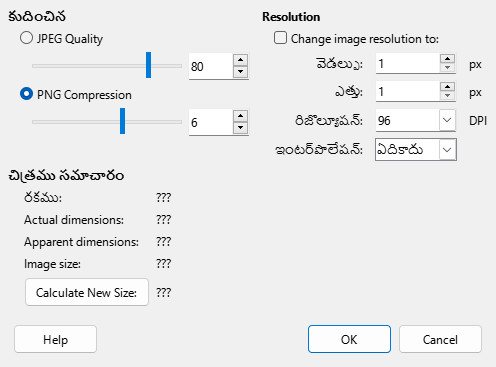 కుదించిన
JPEG Quality
80
PNG Compression
6
Resolution
Change image resolution to:
వెడల్పు: 1 px
ఎత్తు: 1 px
రిజొల్యూషన్: 96 DPI
ఇంటర్‌పొలేషన్: ఏదికాదు
చిత్రము సమాచారం
రకము: ???
Actual dimensions: ???
Apparent dimensions: ???
Image size: ???
Calculate New Size: ???
Help
OK
Cancel